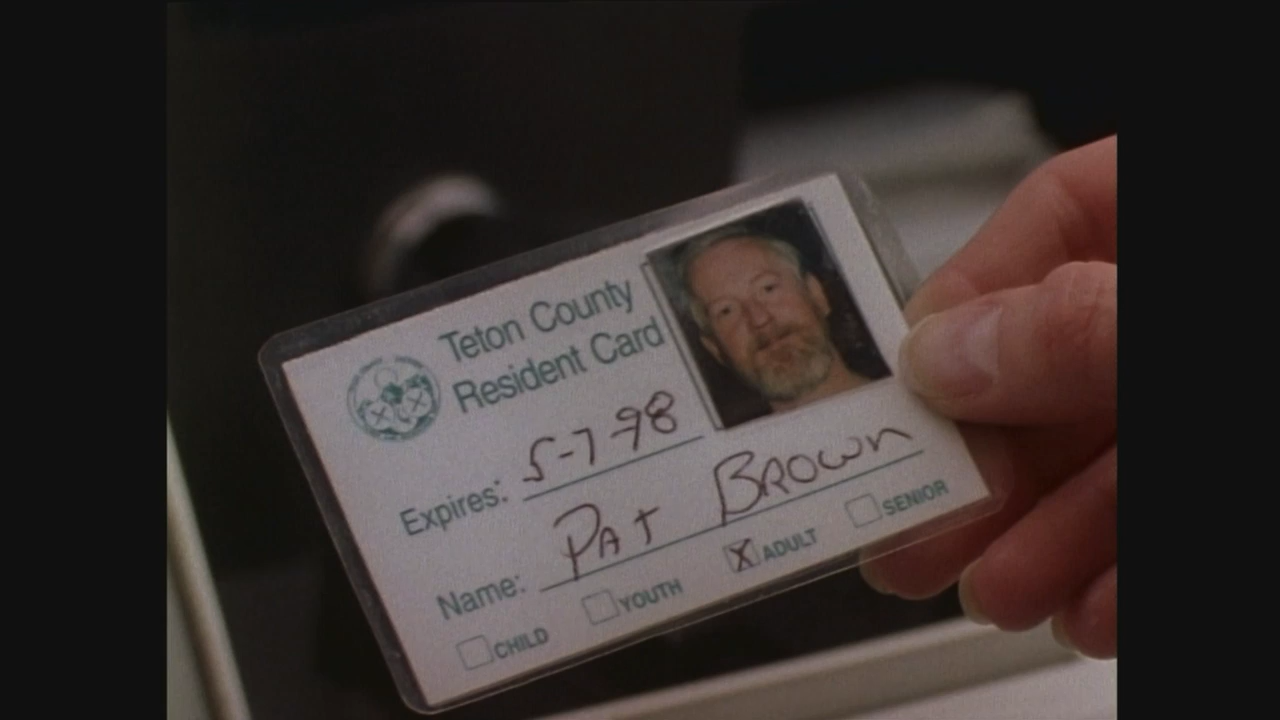 Teton County
Resident Card
Expires: 5-7-98
Name: Pat Brown
CHILD YOUTH X ADULT SENIOR